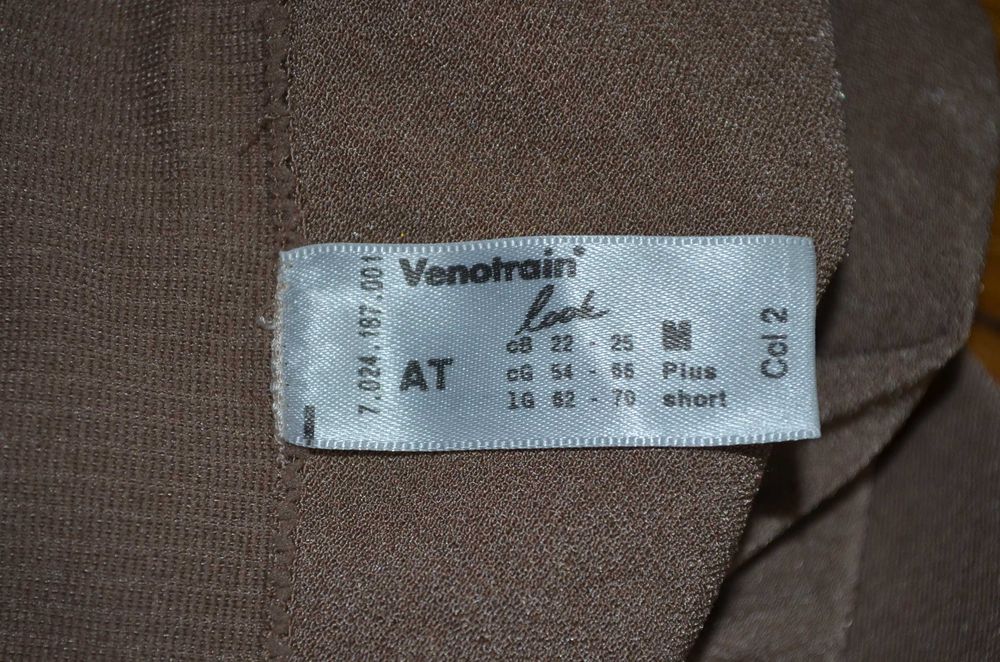 7.024.187.001
Venotrain®
look
AT
cB 22 - 25 M
cG 54 - 66 Plus
lG 62 - 70 short
Col 2